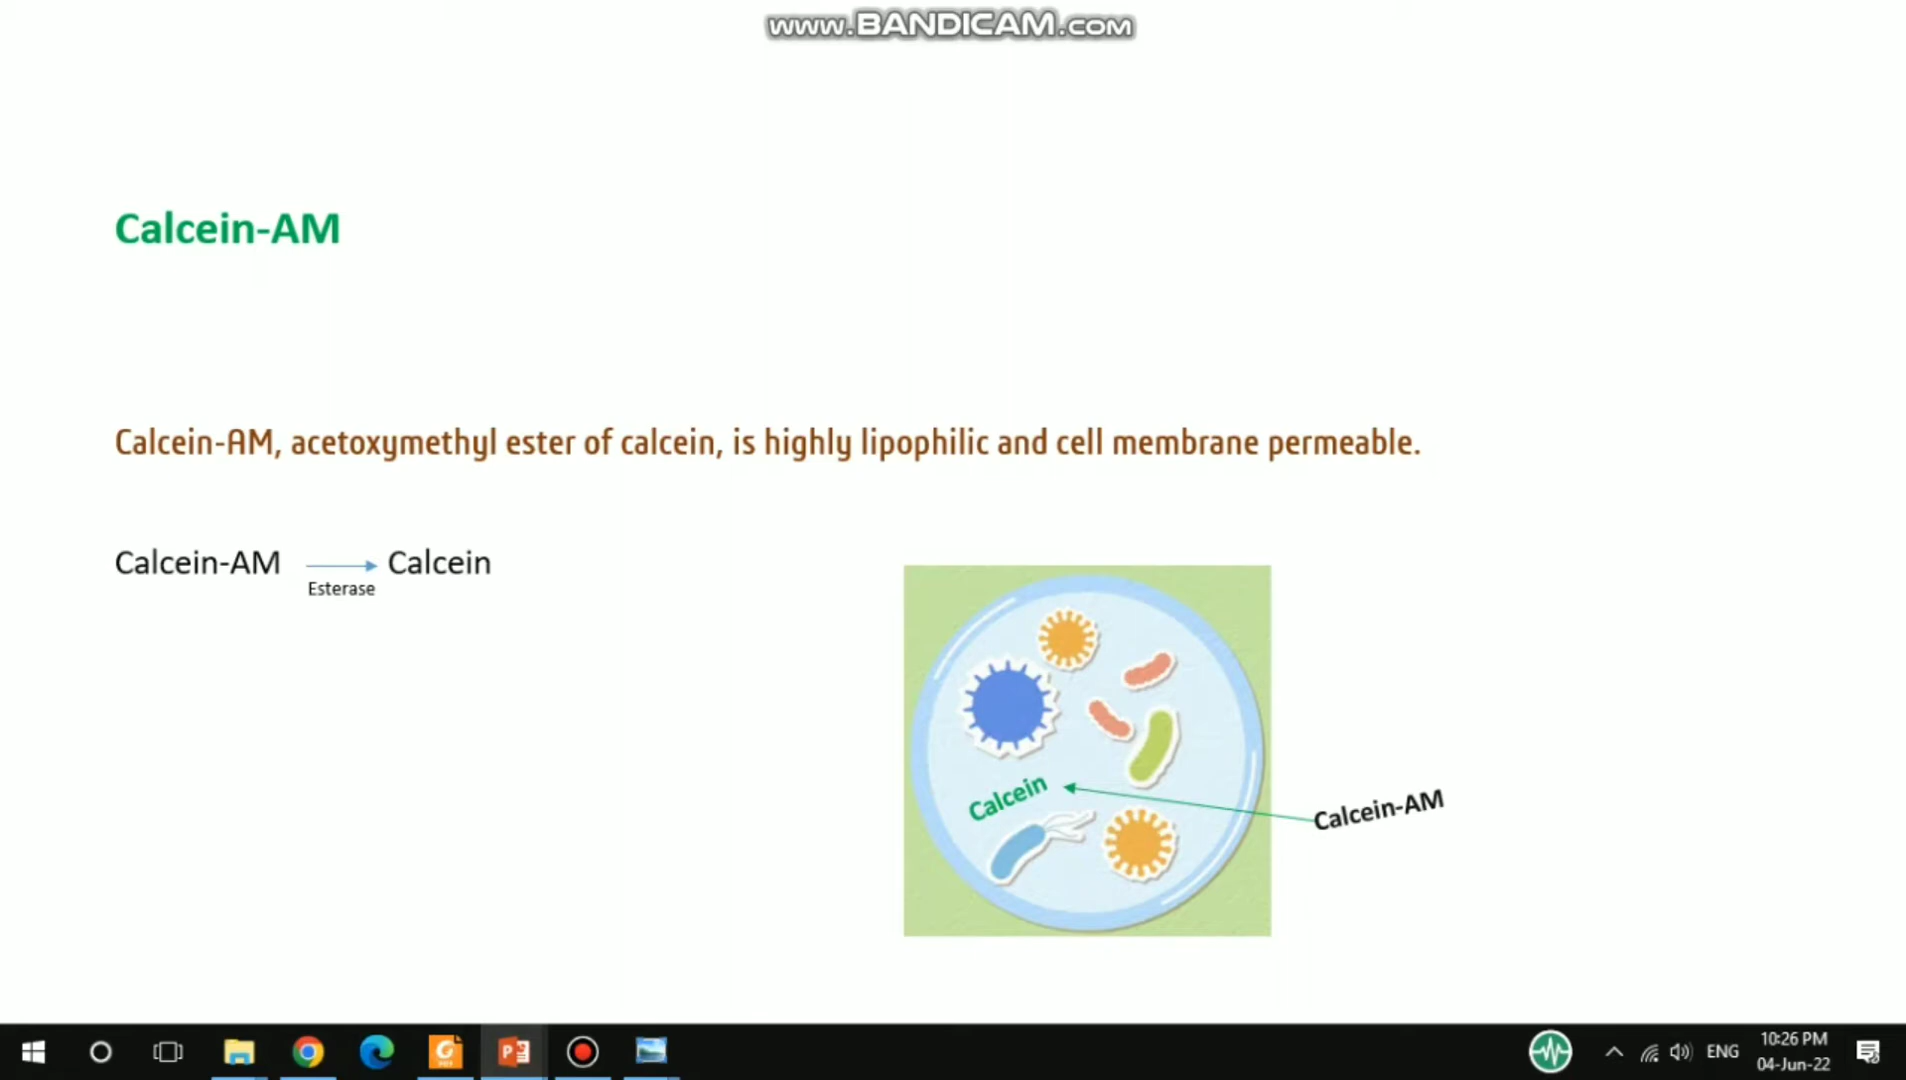 www.BANDICAM.com
Calcein-AM
Calcein-AM, acetoxymethyl ester of calcein, is highly lipophilic and cell membrane permeable.
Calcein-AM Calcein
Esterase
Calcein
Calcein-AM
10:26 PM
ENG
04-Jun-22